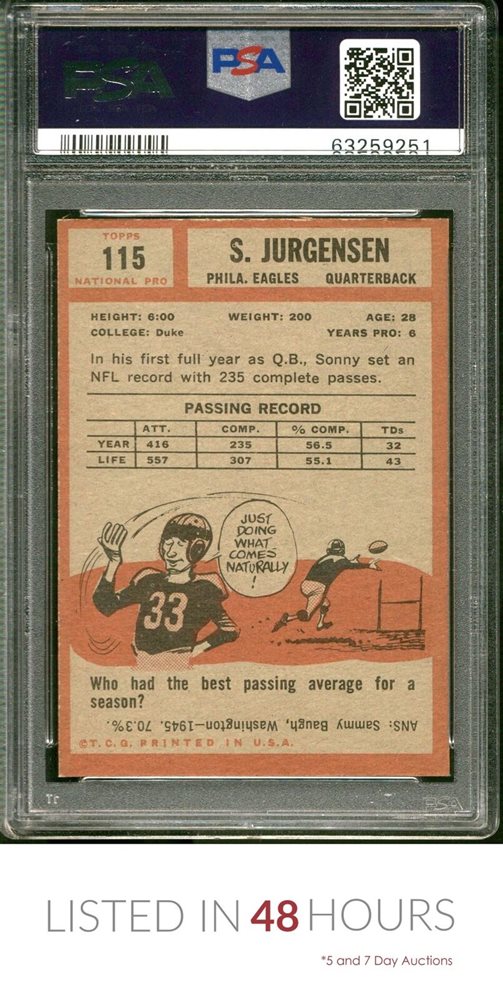 PSA
PSA
63259251
TOPPS
115
NATIONAL PRO
S. JURGENSEN
PHILA. EAGLES QUARTERBACK
HEIGHT: 6:00 WEIGHT: 200 AGE: 28
COLLEGE: Duke YEARS PRO: 6
In his first full year as Q.B., Sonny set an
NFL record with 235 complete passes.
PASSING RECORD
ATT. COMP. % COMP. TDs
YEAR 416 235 56.5 32
LIFE 557 307 55.1 43
JUST
DOING
WHAT
COMES
NATURALLY
!
33
Who had the best passing average for a
season?
ANS: Sammy Baugh, Washington—1945. 70.3%.
©T.C.G. PRINTED IN U.S.A.
PSA
LISTED IN 48 HOURS
*5 and 7 Day Auctions